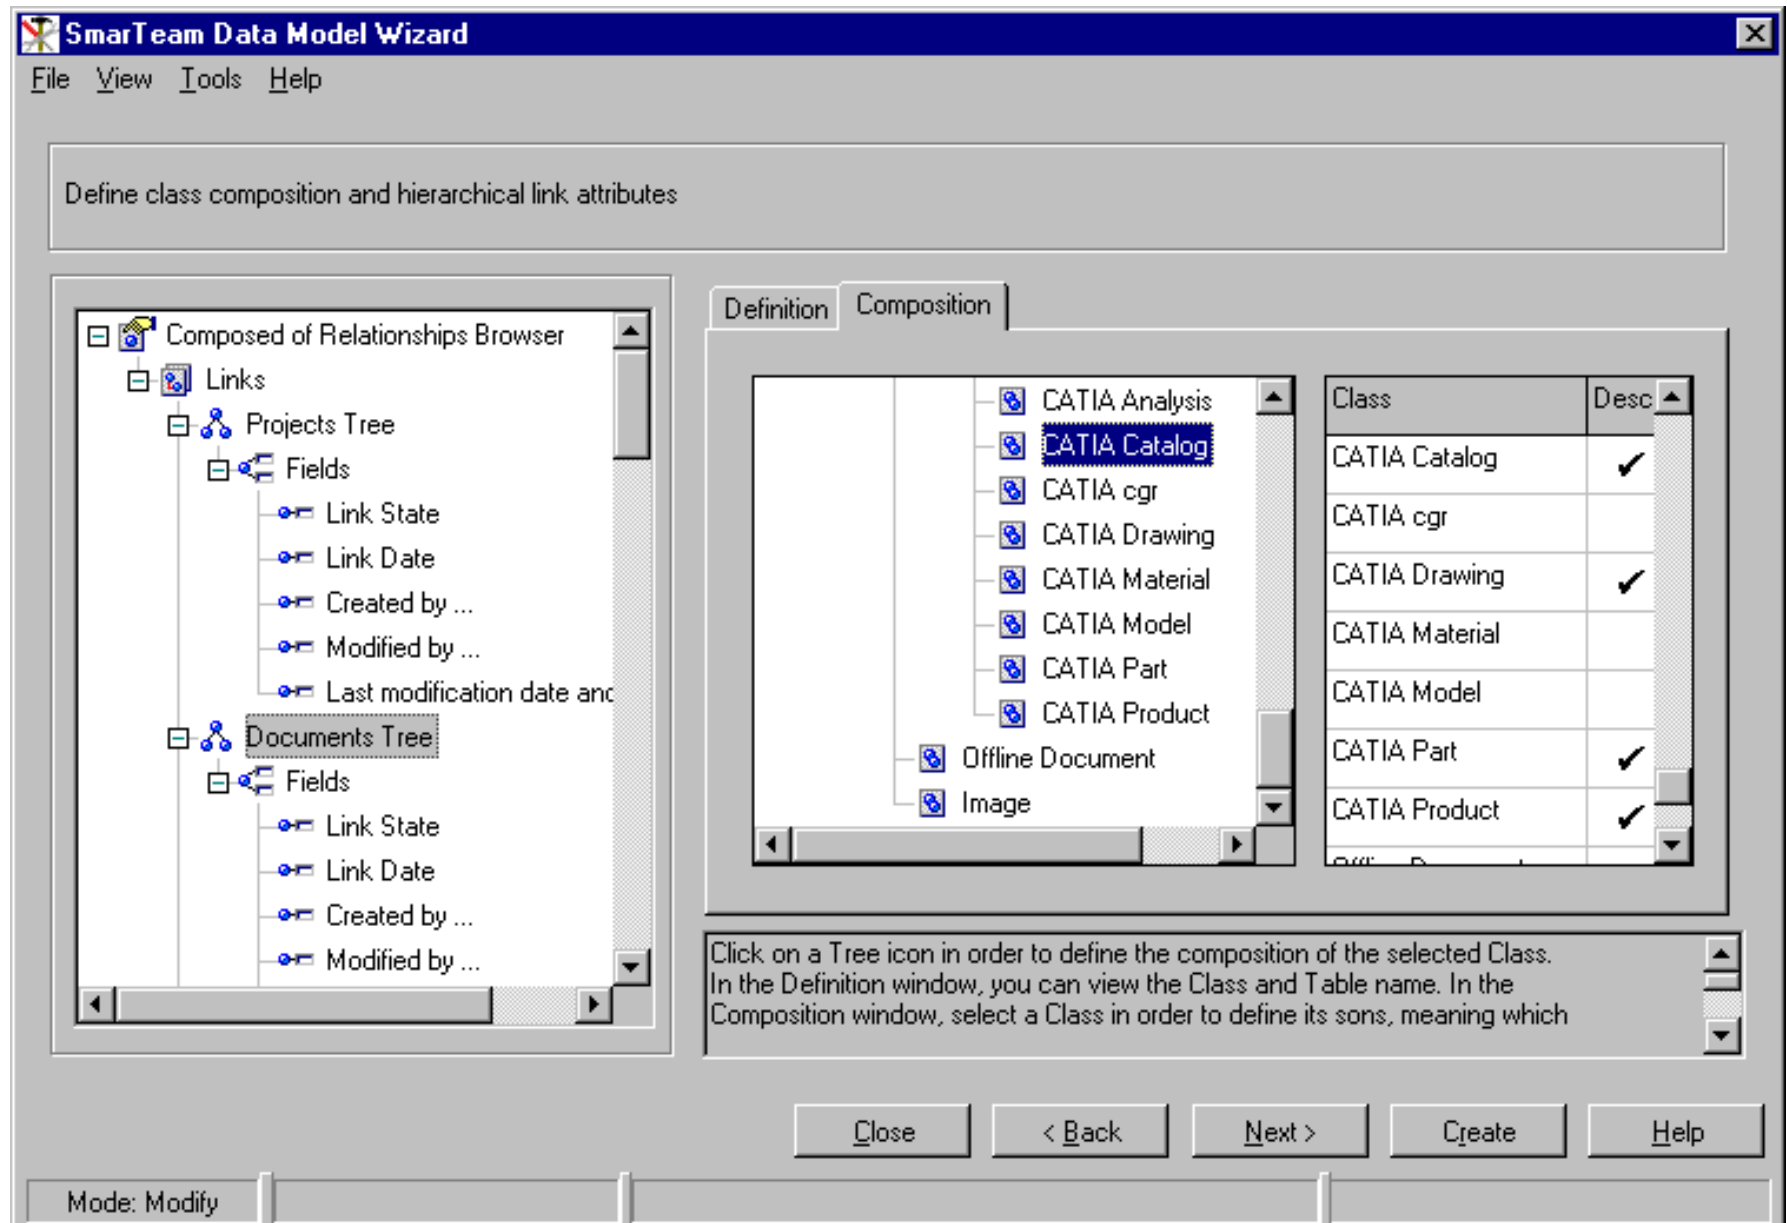 SmarTeam Data Model Wizard
File View Tools Help
Define class composition and hierarchical link attributes
Composed of Relationships Browser
Links
Projects Tree
Fields
Link State
Link Date
Created by ...
Modified by ...
Last modification date and
Documents Tree
Fields
Link State
Link Date
Created by ...
Modified by ...
Definition
Composition
CATIA Analysis
CATIA Catalog
CATIA cgr
CATIA Drawing
CATIA Material
CATIA Model
CATIA Part
CATIA Product
Offline Document
Image
Class Desc
CATIA Catalog ✔
CATIA cgr
CATIA Drawing ✔
CATIA Material
CATIA Model
CATIA Part ✔
CATIA Product ✔
Click on a Tree icon in order to define the composition of the selected Class.
In the Definition window, you can view the Class and Table name. In the
Composition window, select a Class in order to define its sons, meaning which
Close < Back Next > Create Help
Mode: Modify